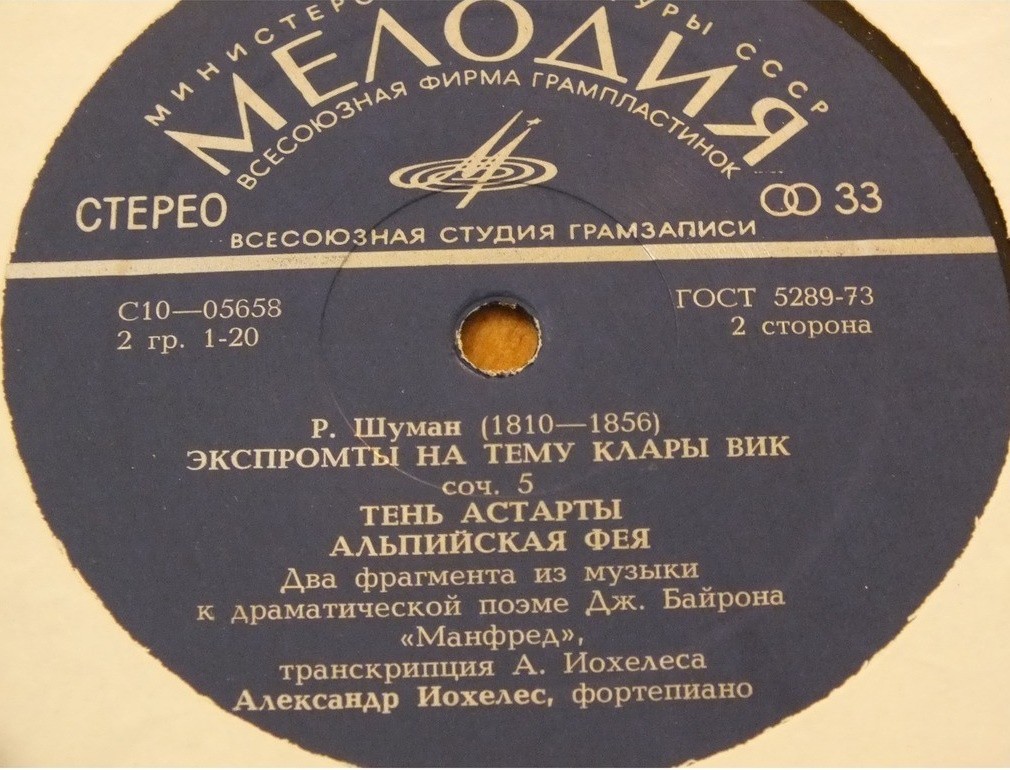 СССР
МЕЛОДИЯ
ВСЕСОЮЗНАЯ ФИРМА ГРАМПЛАСТИНОК
СТЕРЕО
33
ВСЕСОЮЗНАЯ СТУДИЯ ГРАМЗАПИСИ
С10—05658
ГОСТ 5289-73
2 гр. 1-20
2 сторона
Р. Шуман (1810—1856)
ЭКСПРОМТЫ НА ТЕМУ КЛАРЫ ВИК
соч. 5
ТЕНЬ АСТАРТЫ
АЛЬПИЙСКАЯ ФЕЯ
Два фрагмента из музыки
к драматической поэме Дж. Байрона
«Манфред»,
транскрипция А. Иохелеса
Александр Иохелес, фортепиано